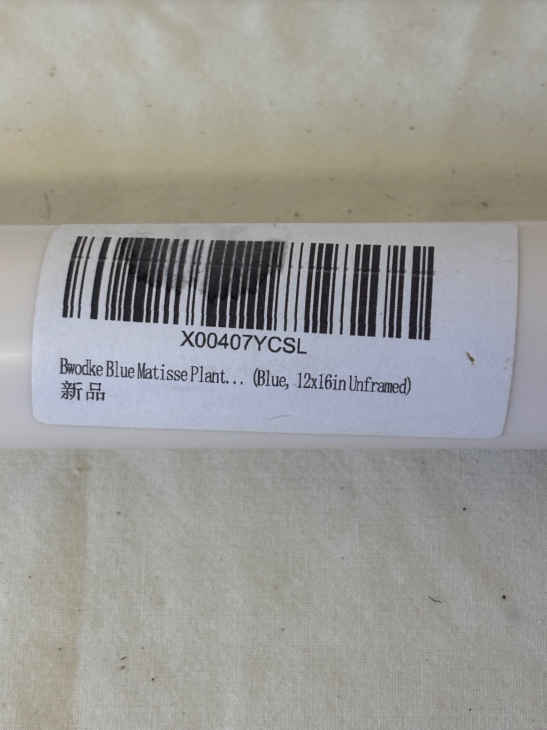 X00407YCSL
Bwodke Blue Matisse Plant... (Blue, 12x16in Unframed)
新品